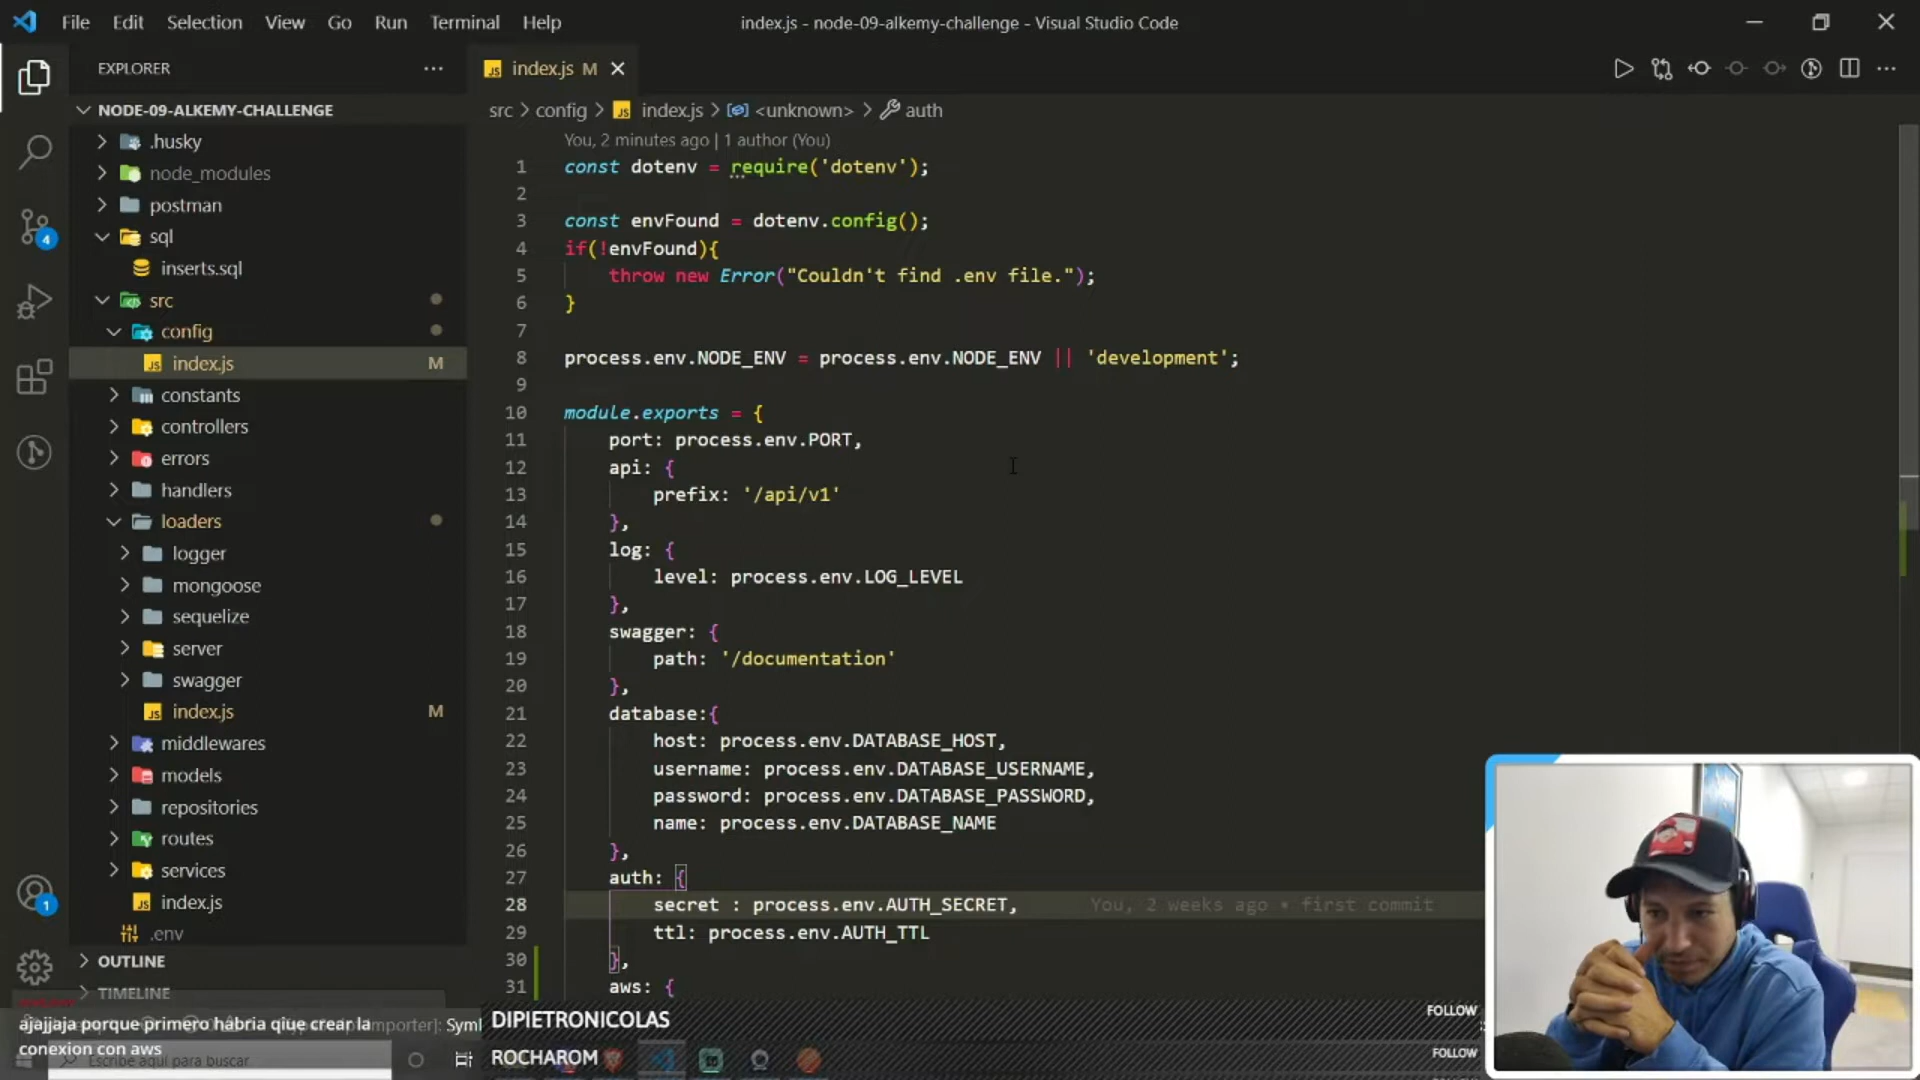 File Edit Selection View Go Run Terminal Help
index.js - node-09-alkemy-challenge - Visual Studio Code
EXPLORER
NODE-09-ALKEMY-CHALLENGE
.husky
node_modules
postman
sql
inserts.sql
src
config
index.js M
constants
controllers
errors
handlers
loaders
logger
mongoose
sequelize
server
swagger
index.js M
middlewares
models
repositories
routes
services
index.js
.env
OUTLINE
TIMELINE
4
1
index.js M
src > config > index.js > <unknown> > auth
You, 2 minutes ago | 1 author (You)
1 const dotenv = require('dotenv');
2
3 const envFound = dotenv.config();
4 if(!envFound){
5 throw new Error("Couldn't find .env file.");
6 }
7
8 process.env.NODE_ENV = process.env.NODE_ENV || 'development';
9
10 module.exports = {
11 port: process.env.PORT,
12 api: {
13 prefix: '/api/v1'
14 },
15 log: {
16 level: process.env.LOG_LEVEL
17 },
18 swagger: {
19 path: '/documentation'
20 },
21 database:{
22 host: process.env.DATABASE_HOST,
23 username: process.env.DATABASE_USERNAME,
24 password: process.env.DATABASE_PASSWORD,
25 name: process.env.DATABASE_NAME
26 },
27 auth: {
28 secret : process.env.AUTH_SECRET, You, 2 weeks ago • first commit
29 ttl: process.env.AUTH_TTL
30 },
31 aws: {
ajajjaja porque primero habria qiue crear la
conexion con aws
Escribe aquí para buscar
DIPIETRONICOLAS FOLLOW
ROCHAROM FOLLOW